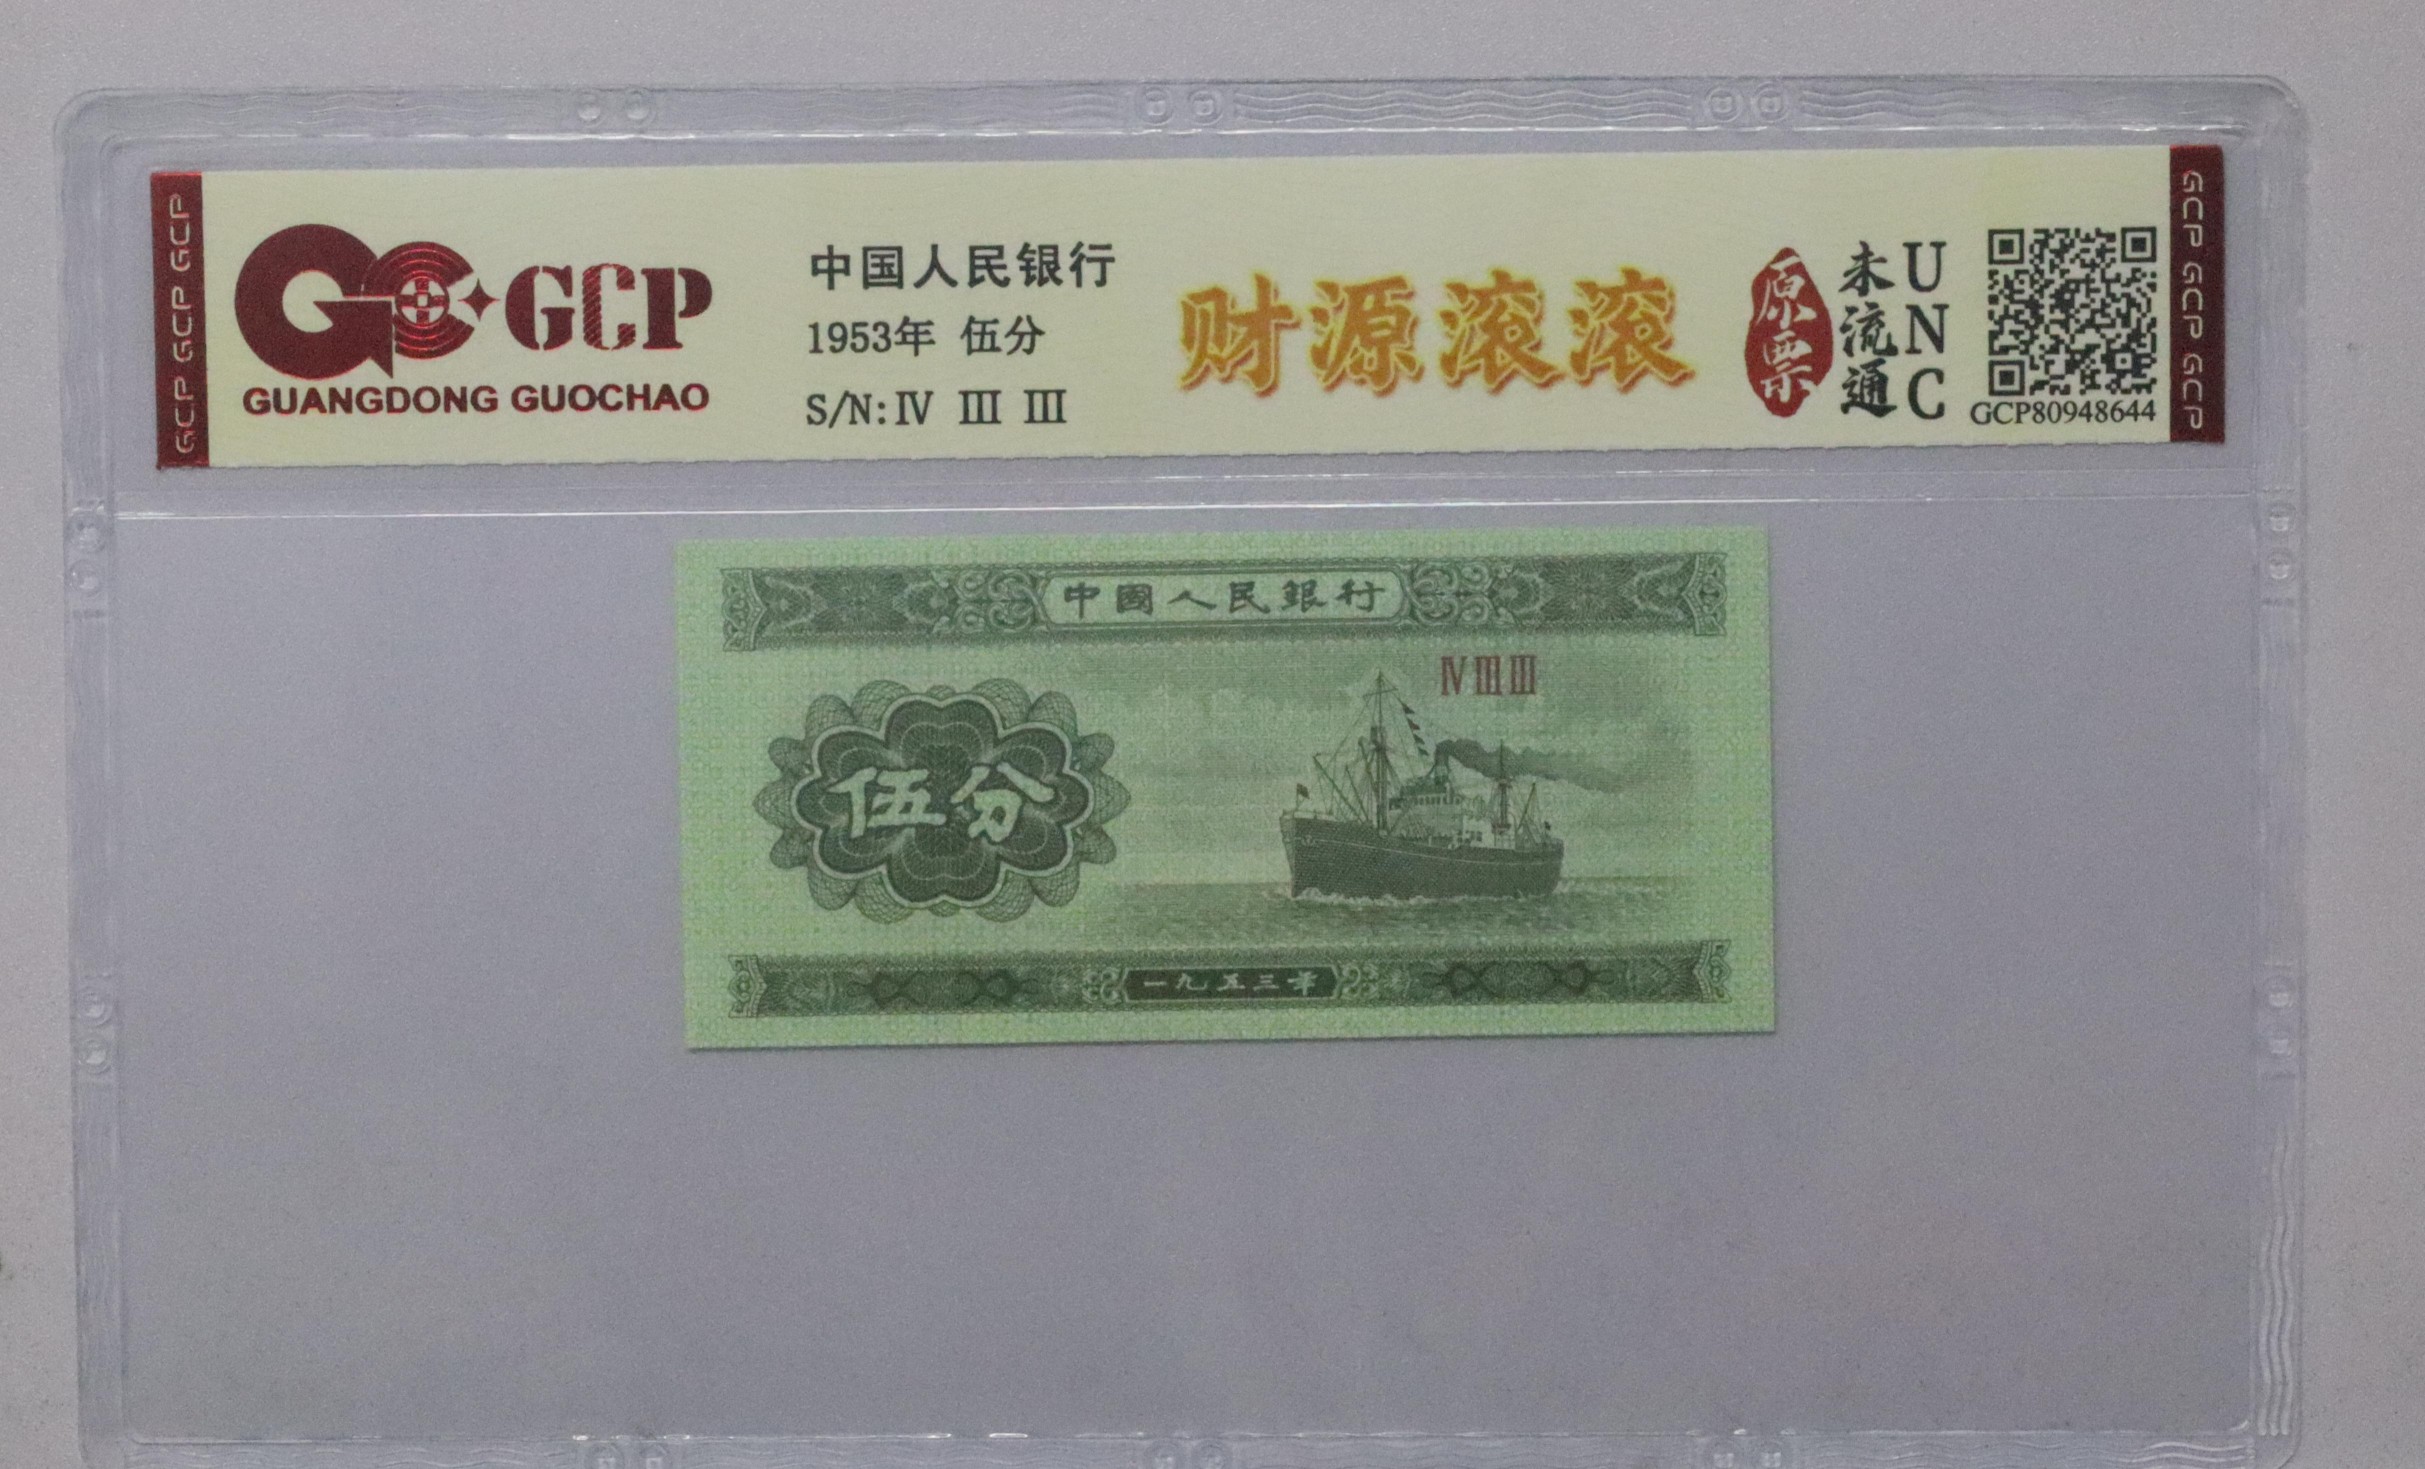 GCP GCP GCP
GCP
GUANGDONG GUOCHAO
中国人民银行
1953年 伍分
S/N: IV III III
财源滚滚
原票
未流通
UNC
GCP80948644
GCP GCP GCP
中國人民銀行
IV III III
伍分
一九五三年